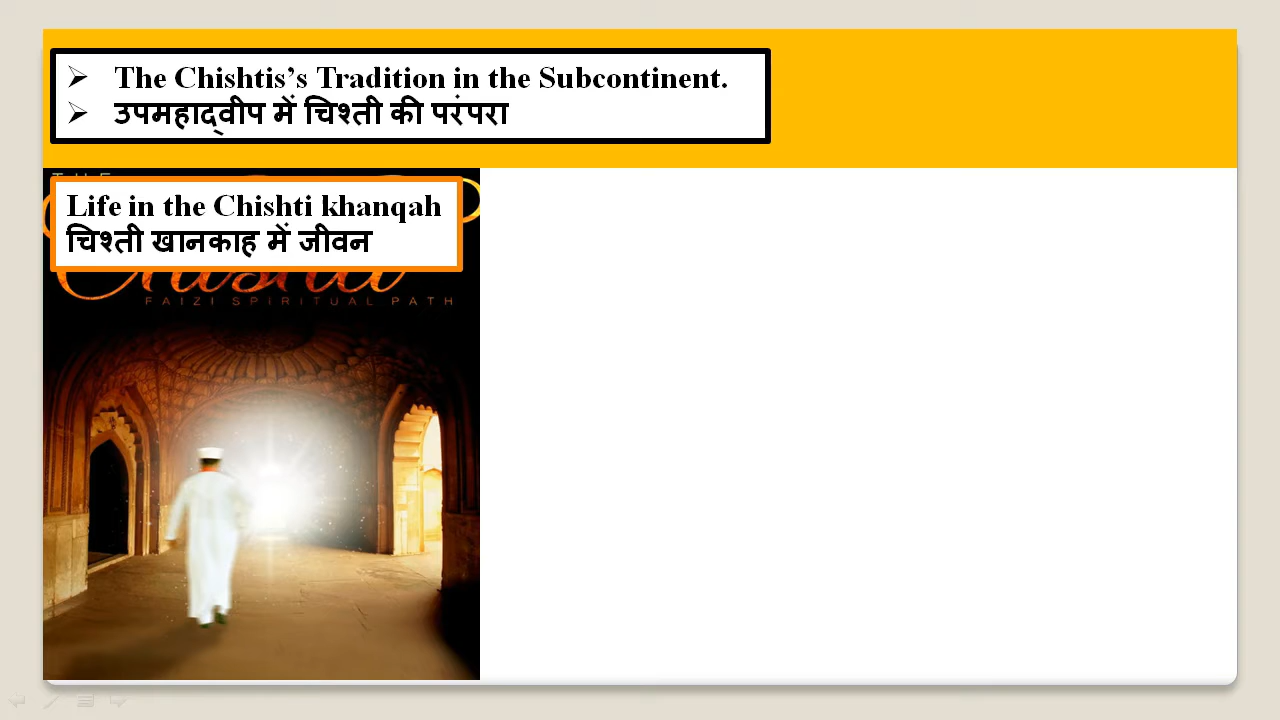 ➢ The Chishtis’s Tradition in the Subcontinent.
➢ उपमहाद्वीप में चिश्ती की परंपरा
THE
Life in the Chishti khanqah
चिश्ती खानकाह में जीवन
FAIZI SPIRITUAL PATH